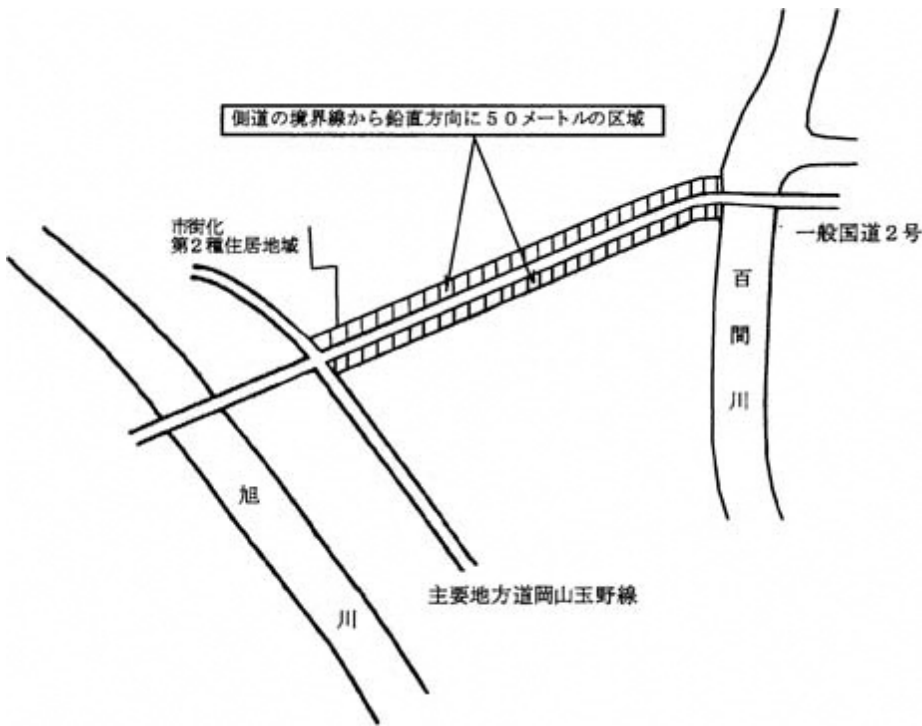 側道の境界線から鉛直方向に50メートルの区域
市街化
第2種住居地域
一般国道2号
百間川
旭川
主要地方道岡山玉野線